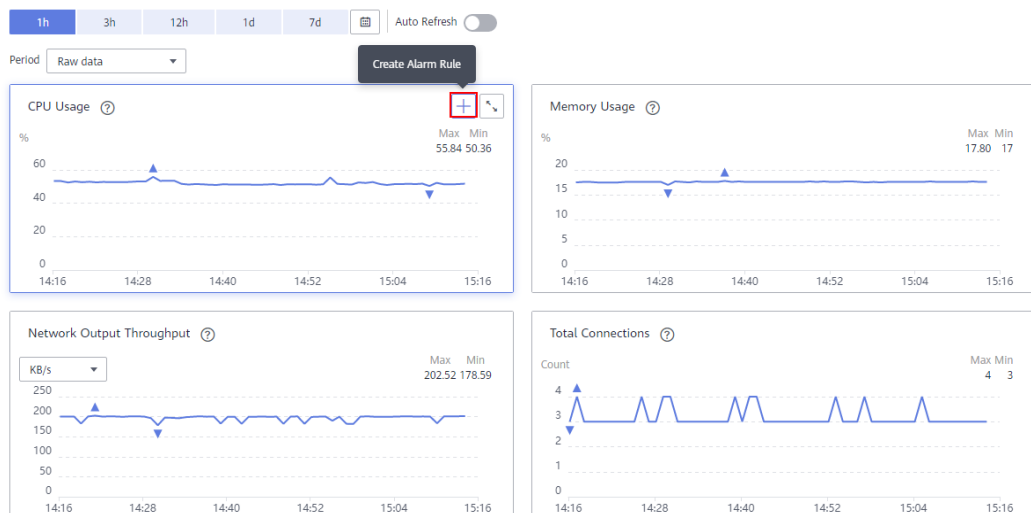 1h 3h 12h 1d 7d Auto Refresh
Period Raw data
Create Alarm Rule
CPU Usage ?
%
Max Min
55.84 50.36
60
40
20
0
14:16 14:28 14:40 14:52 15:04 15:16
Memory Usage ?
%
Max Min
17.80 17
20
15
10
5
0
14:16 14:28 14:40 14:52 15:04 15:16
Network Output Throughput ?
KB/s
Max Min
202.52 178.59
250
200
150
100
50
0
14:16 14:28 14:40 14:52 15:04 15:16
Total Connections ?
Count
Max Min
4 3
4
3
2
1
0
14:16 14:28 14:40 14:52 15:04 15:16